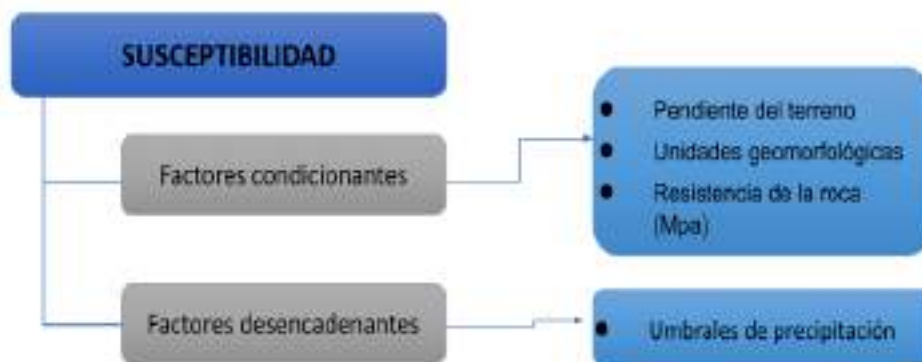 SUSCEPTIBILIDAD
Factores condicionantes
• Pendiente del terreno
• Unidades geomorfológicas
• Resistencia de la roca
(Mpa)
Factores desencadenantes
• Umbrales de precipitación